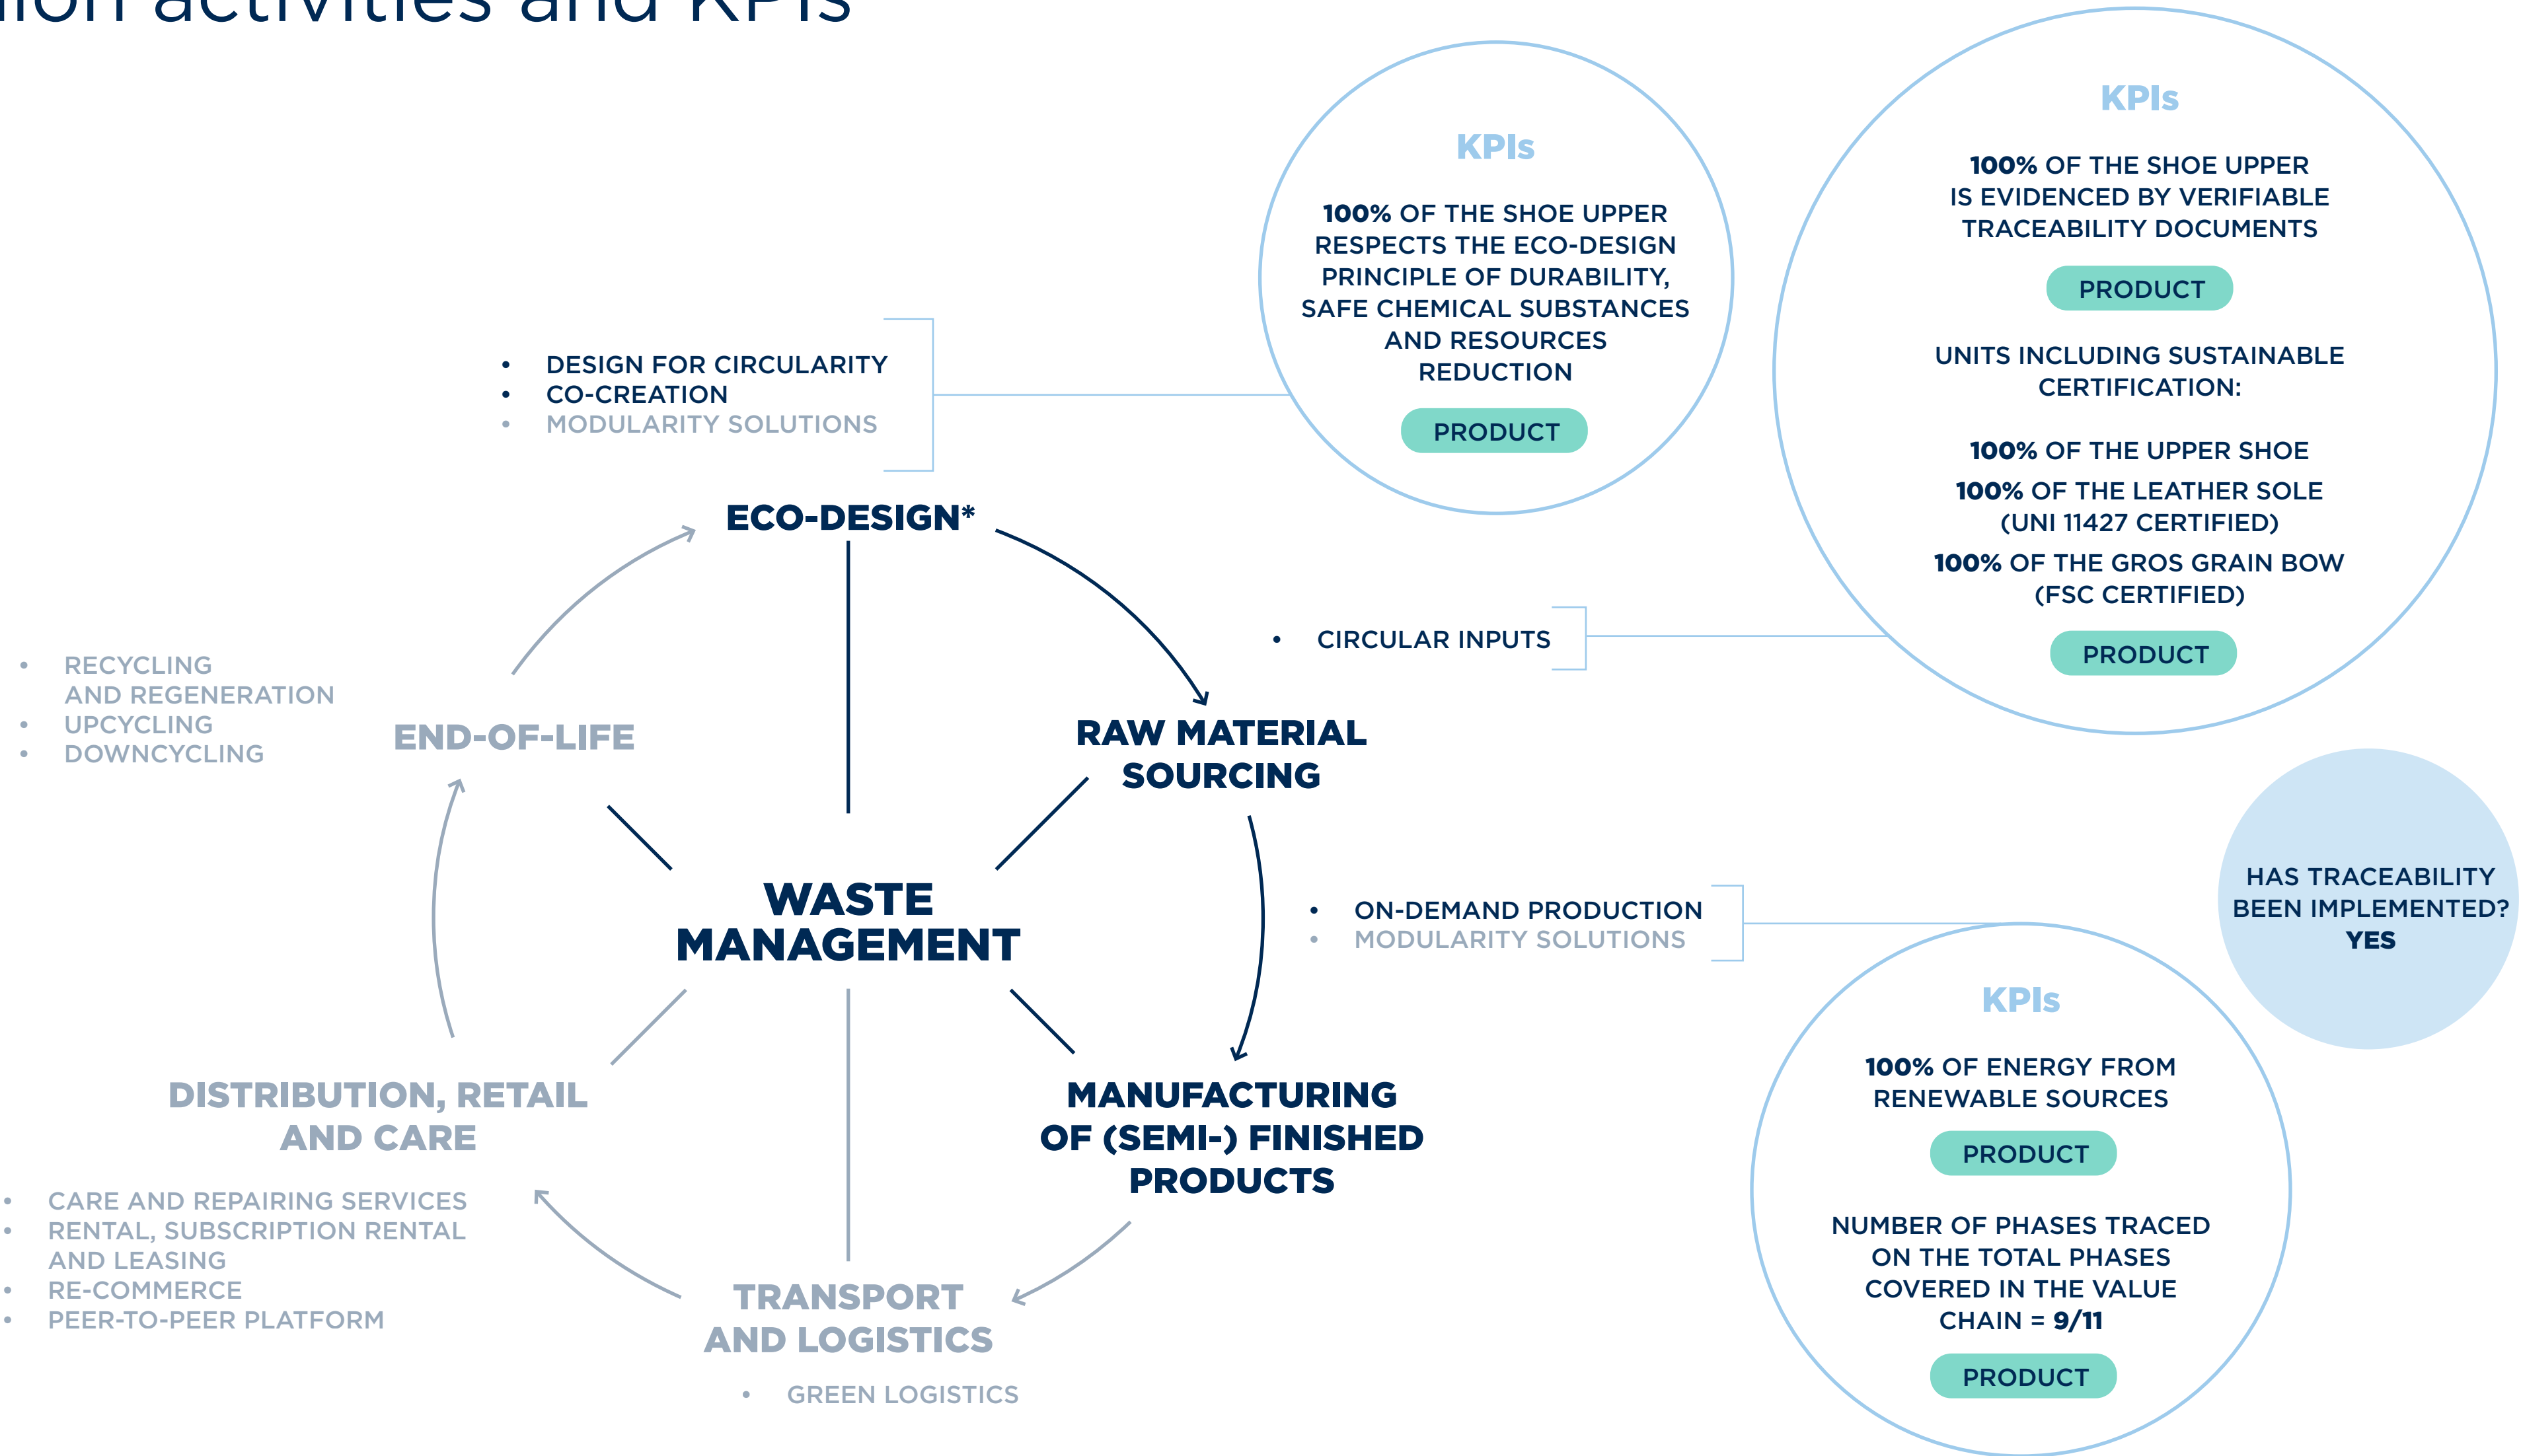 activities and KPIs
KPIs
100% OF THE SHOE UPPER
RESPECTS THE ECO-DESIGN
PRINCIPLE OF DURABILITY,
SAFE CHEMICAL SUBSTANCES
AND RESOURCES
REDUCTION
PRODUCT
KPIs
100% OF THE SHOE UPPER
IS EVIDENCED BY VERIFIABLE
TRACEABILITY DOCUMENTS
PRODUCT
UNITS INCLUDING SUSTAINABLE
CERTIFICATION:
100% OF THE UPPER SHOE
100% OF THE LEATHER SOLE
(UNI 11427 CERTIFIED)
100% OF THE GROS GRAIN BOW
(FSC CERTIFIED)
PRODUCT
• DESIGN FOR CIRCULARITY
• CO-CREATION
• MODULARITY SOLUTIONS
ECO-DESIGN*
• CIRCULAR INPUTS
RAW MATERIAL
SOURCING
• RECYCLING
AND REGENERATION
• UPCYCLING
• DOWNCYCLING
END-OF-LIFE
WASTE
MANAGEMENT
• ON-DEMAND PRODUCTION
• MODULARITY SOLUTIONS
HAS TRACEABILITY
BEEN IMPLEMENTED?
YES
KPIs
100% OF ENERGY FROM
RENEWABLE SOURCES
PRODUCT
NUMBER OF PHASES TRACED
ON THE TOTAL PHASES
COVERED IN THE VALUE
CHAIN = 9/11
PRODUCT
MANUFACTURING
OF (SEMI-) FINISHED
PRODUCTS
DISTRIBUTION, RETAIL
AND CARE
• CARE AND REPAIRING SERVICES
• RENTAL, SUBSCRIPTION RENTAL
AND LEASING
• RE-COMMERCE
• PEER-TO-PEER PLATFORM
TRANSPORT
AND LOGISTICS
• GREEN LOGISTICS